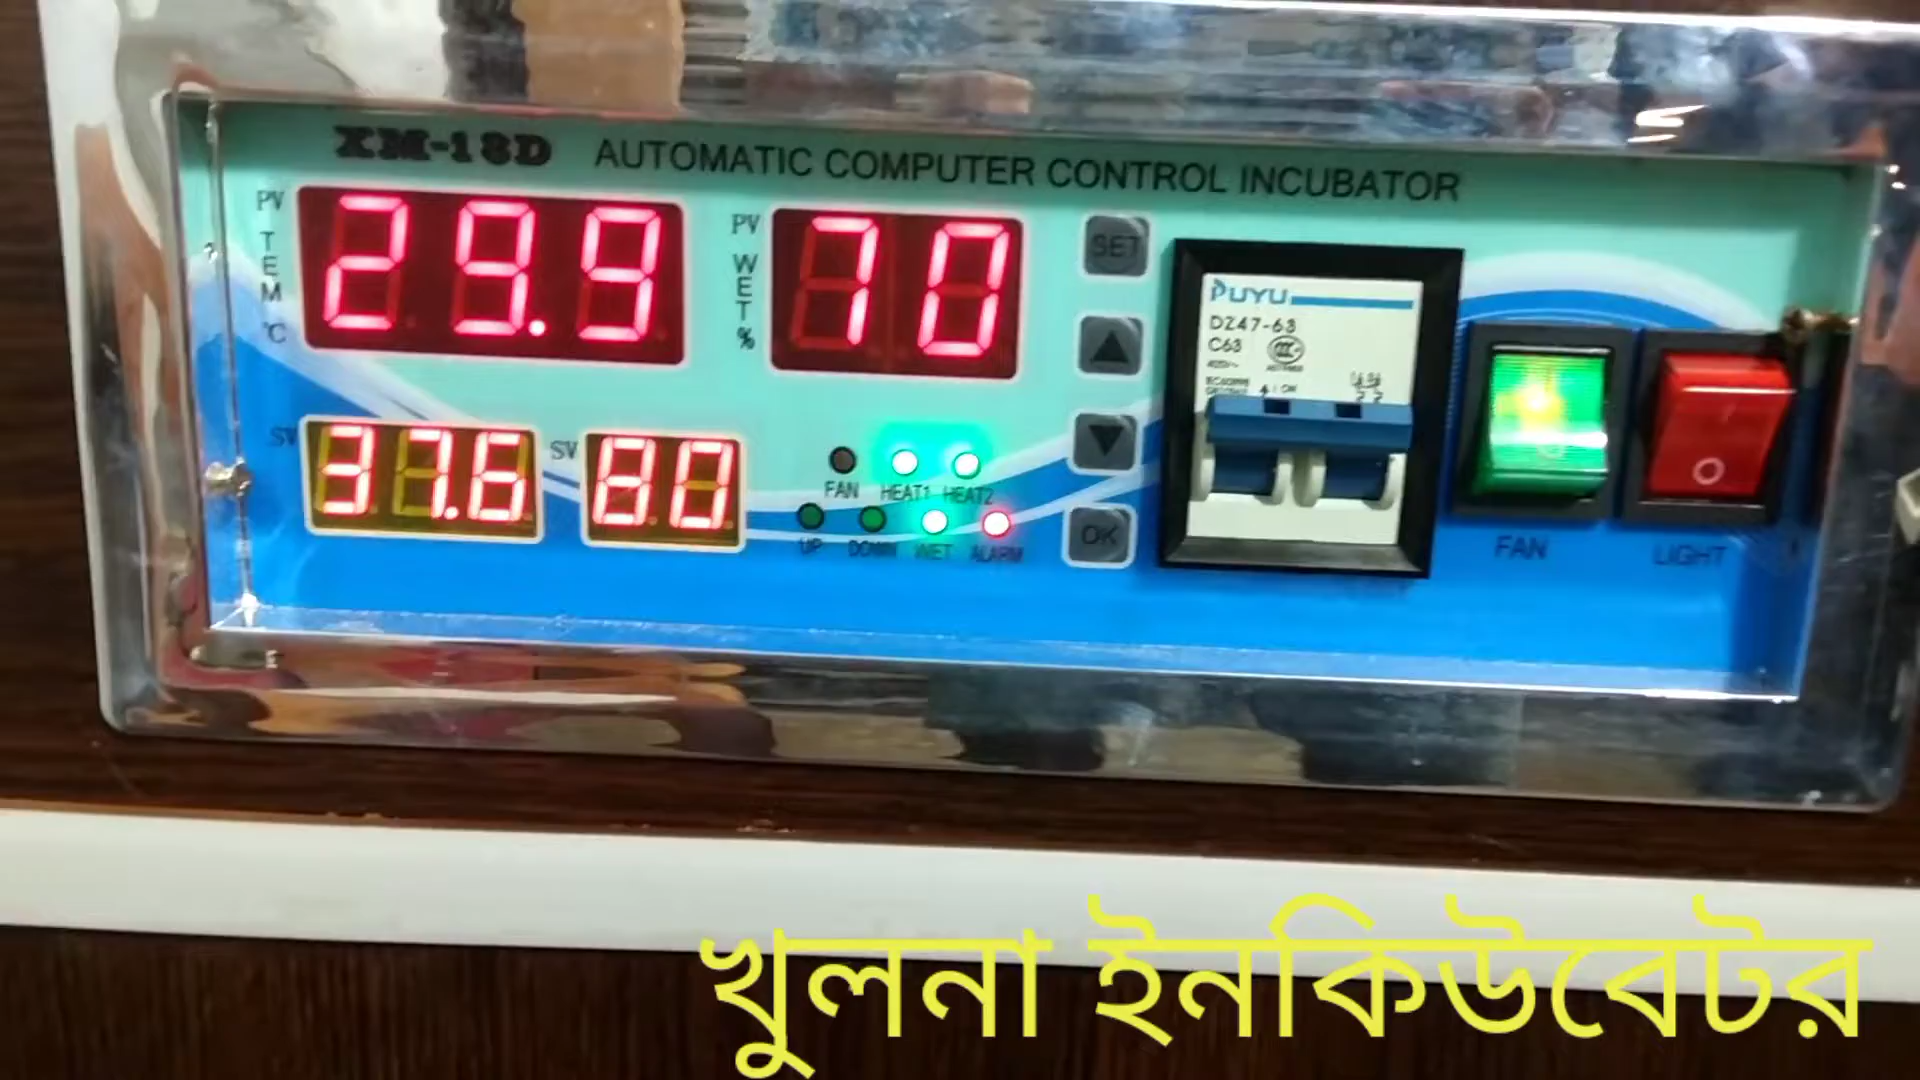 XM-18D AUTOMATIC COMPUTER CONTROL INCUBATOR
PV TEM ℃ 29.9
PV WET % 70
SET
SV 37.6
SV 80
FAN HEAT1 HEAT2
UP DOWN WET ALARM
OK
PUYU
DZ47-63
C63
FAN
LIGHT
খুলনা ইনকিউবেটর